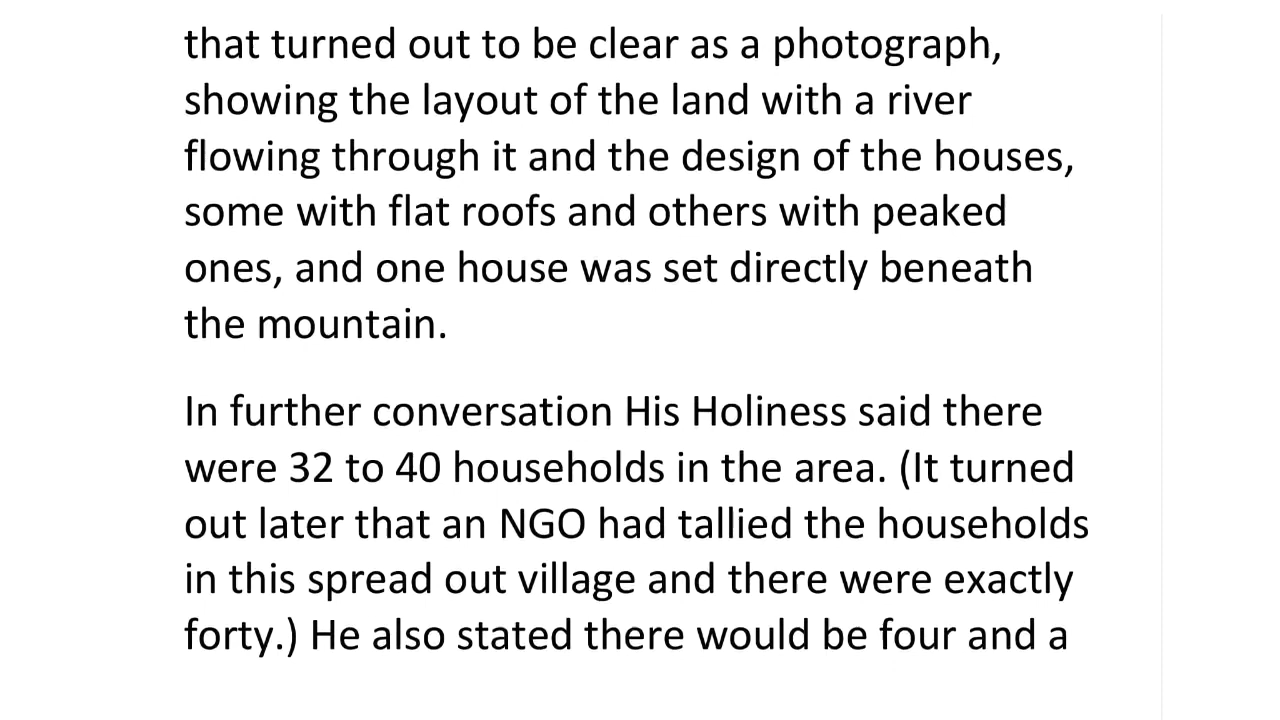 that turned out to be clear as a photograph,
showing the layout of the land with a river
flowing through it and the design of the houses,
some with flat roofs and others with peaked
ones, and one house was set directly beneath
the mountain.
In further conversation His Holiness said there
were 32 to 40 households in the area. (It turned
out later that an NGO had tallied the households
in this spread out village and there were exactly
forty.) He also stated there would be four and a